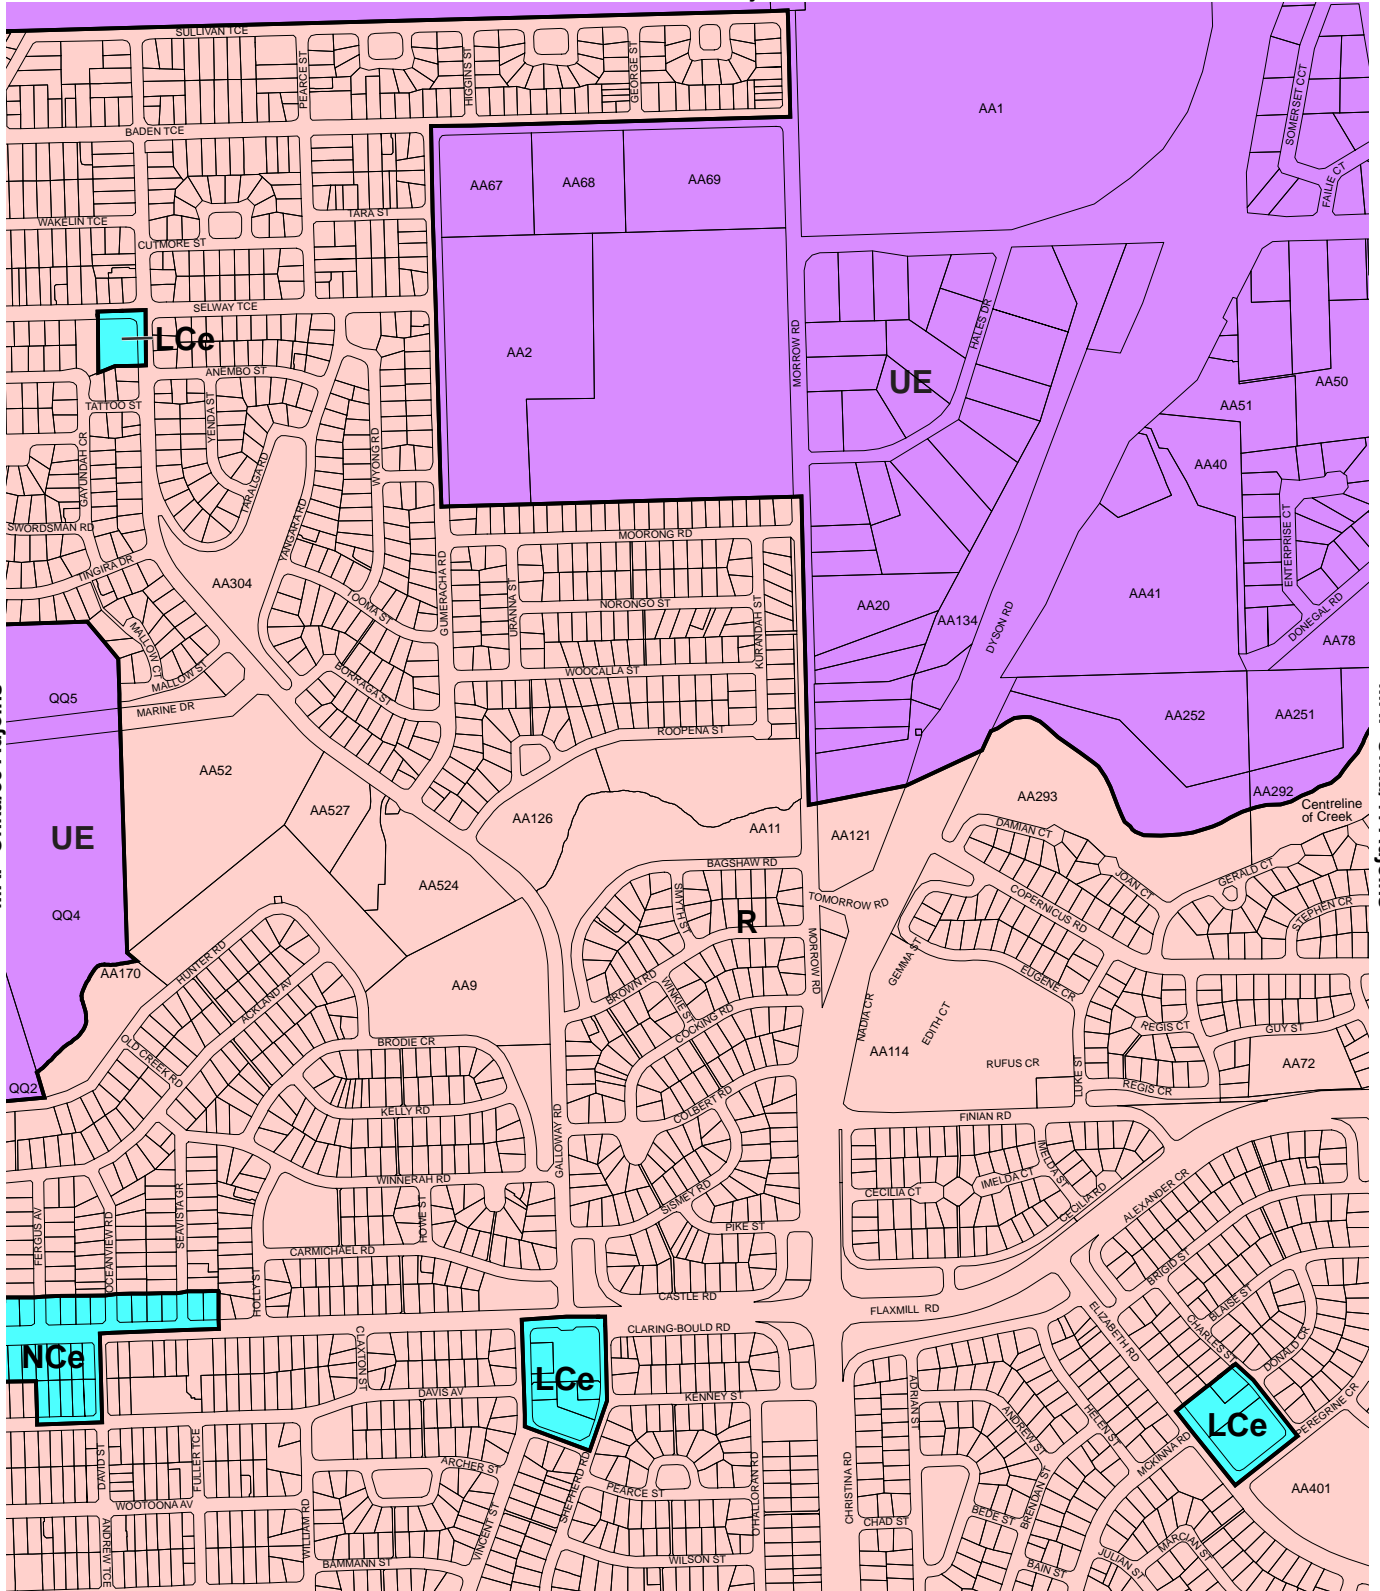 SULLIVAN TCE
PEARCE ST
HIGGINS ST
GEORGE ST
AA1
SOMERSET CCT
FAILIE CT
BADEN TCE
AA67
AA68
AA69
WAKELIN TCE
TARA ST
CUTMORE ST
SELWAY TCE
LCe
AA2
MORROW RD
HALES DR
UE
ANEMBO ST
AA50
TATTOO ST
YENDA ST
AA51
GAYUNDAH CR
TARALGA RD
WYONG RD
AA40
SWORDSMAN RD
YANGARA RD
MOORONG RD
ENTERPRISE CT
TINGIRA DR
AA304
GUMERACHA RD
URANNA ST
NORONGO ST
KURANDAH ST
AA20
AA134
DYSON RD
AA41
DONEGAL RD
AA78
TOOMA ST
MALLOW CT
MALLOW ST
BORRAGA ST
WOOCALLA ST
QQ5
MARINE DR
ROOPENA ST
AA252
AA251
AA52
AA527
AA126
AA11
AA121
AA293
AA292
Centreline
of Creek
UE
DAMIAN CT
JOAN CT
GERALD CT
STEPHEN CR
AA524
BAGSHAW RD
SMYTH ST
TOMORROW RD
COPERNICUS RD
R
QQ4
MORROW RD
GEMMA ST
EUGENE CR
AA170
HUNTER RD
ACKLAND AV
AA9
BROWN RD
WINKIE ST
COCKING RD
NADIA CR
EDITH CT
REGIS CT
GUY ST
OLD CREEK RD
BRODIE CR
AA114
RUFUS CR
LUKE ST
REGIS CR
AA72
QQ2
KELLY RD
GALLOWAY RD
COLBERT RD
FINIAN RD
WINNERAH RD
SISMEY RD
PIKE ST
CECILIA CT
IMELDA CT
IMELDA ST
CECILIA RD
ALEXANDER CR
FERGUS AV
OCEANVIEW RD
SEAVISTA GR
HOWE ST
CARMICHAEL RD
HOLLY ST
BRIGID ST
BLAISE ST
CASTLE RD
FLAXMILL RD
ELIZABETH RD
CHARLES ST
DONALD CR
NCe
CLAXTON ST
LCe
CLARING-BOULD RD
DAVIS AV
KENNEY ST
ADRIAN ST
ANDREW ST
HELEN ST
MCKINNA RD
LCe
PEREGRINE CR
DAVID ST
FULLER TCE
ARCHER ST
SHEPHERD RD
PEARCE ST
O'HALLORAN RD
CHRISTINA RD
BRENDAN ST
AA401
WOOTOONA AV
ANDREW TCE
WILLIAM RD
VINCENT ST
CHAD ST
BEDE ST
MARCIAN ST
JULIAN ST
BAMMANN ST
WILSON ST
BAIN ST